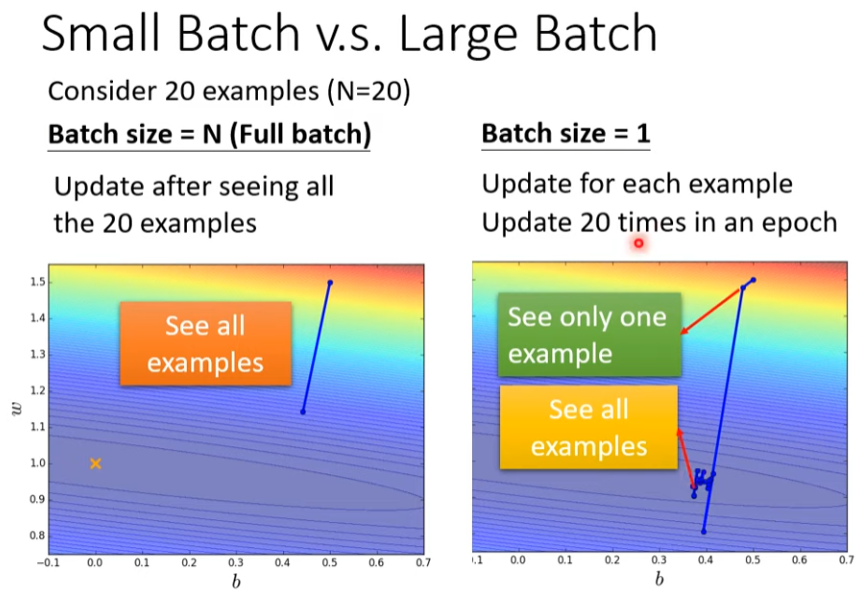 Small Batch v.s. Large Batch
Consider 20 examples (N=20)
Batch size = N (Full batch)
Update after seeing all
the 20 examples
Batch size = 1
Update for each example
Update 20 times in an epoch
See all
examples
1.5
1.4
1.3
1.2
1.1
1.0
0.9
0.8
w
−0.1 0.0 0.1 0.2 0.3 0.4 0.5 0.6 0.7
b
See only one
example
See all
examples
.1 0.0 0.1 0.2 0.3 0.4 0.5 0.6 0.7
b